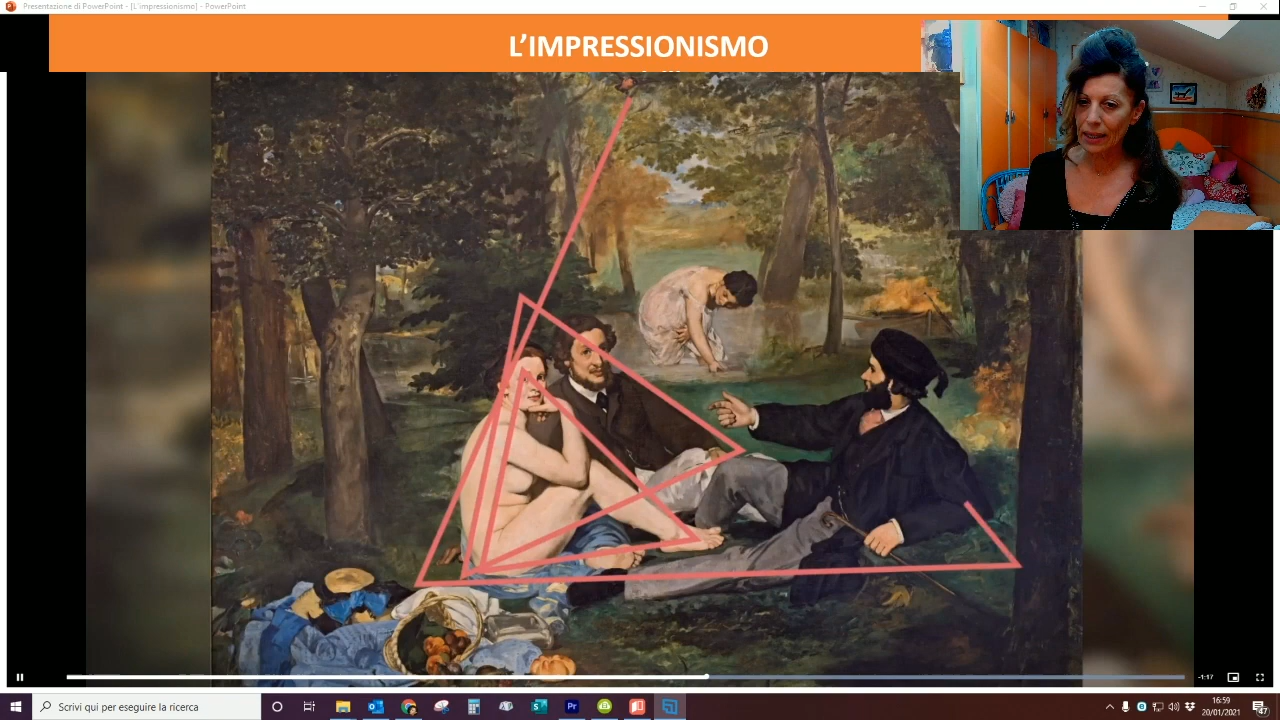 Presentazione di PowerPoint - [L'impressionismo] - PowerPoint
L'IMPRESSIONISMO
-1:17
Scrivi qui per eseguire la ricerca
16:59
20/01/2021
47